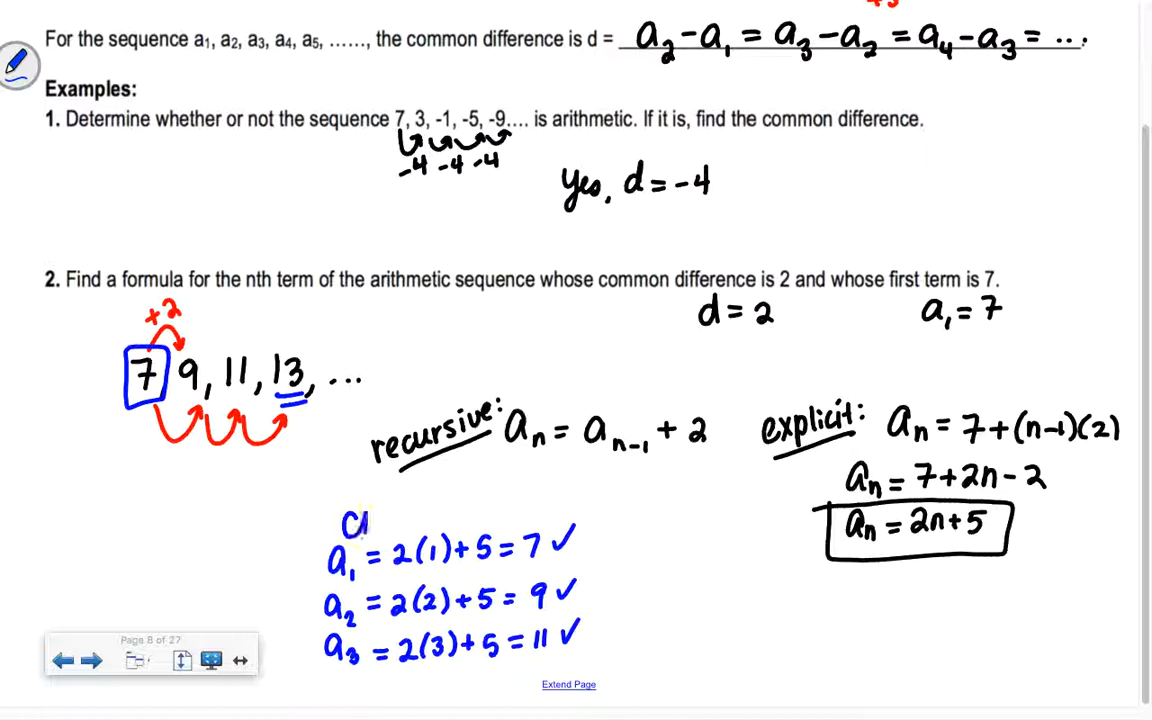 +3
For the sequence a₁, a₂, a₃, a₄, a₅, ……, the common difference is d = a₂-a₁ = a₃-a₂ = a₄-a₃ = ...
Examples:
1. Determine whether or not the sequence 7, 3, -1, -5, -9.... is arithmetic. If it is, find the common difference.
-4 -4 -4
yes, d = -4
2. Find a formula for the nth term of the arithmetic sequence whose common difference is 2 and whose first term is 7.
d = 2 a₁ = 7
+2
7 9, 11, 13, ...
recursive: aₙ = aₙ₋₁ + 2
explicit: aₙ = 7+(n-1)(2)
aₙ = 7+2n-2
aₙ = 2n+5
a₁ = 2(1)+5 = 7 ✓
a₂ = 2(2)+5 = 9 ✓
a₃ = 2(3)+5 = 11 ✓
Page 8 of 27
Extend Page